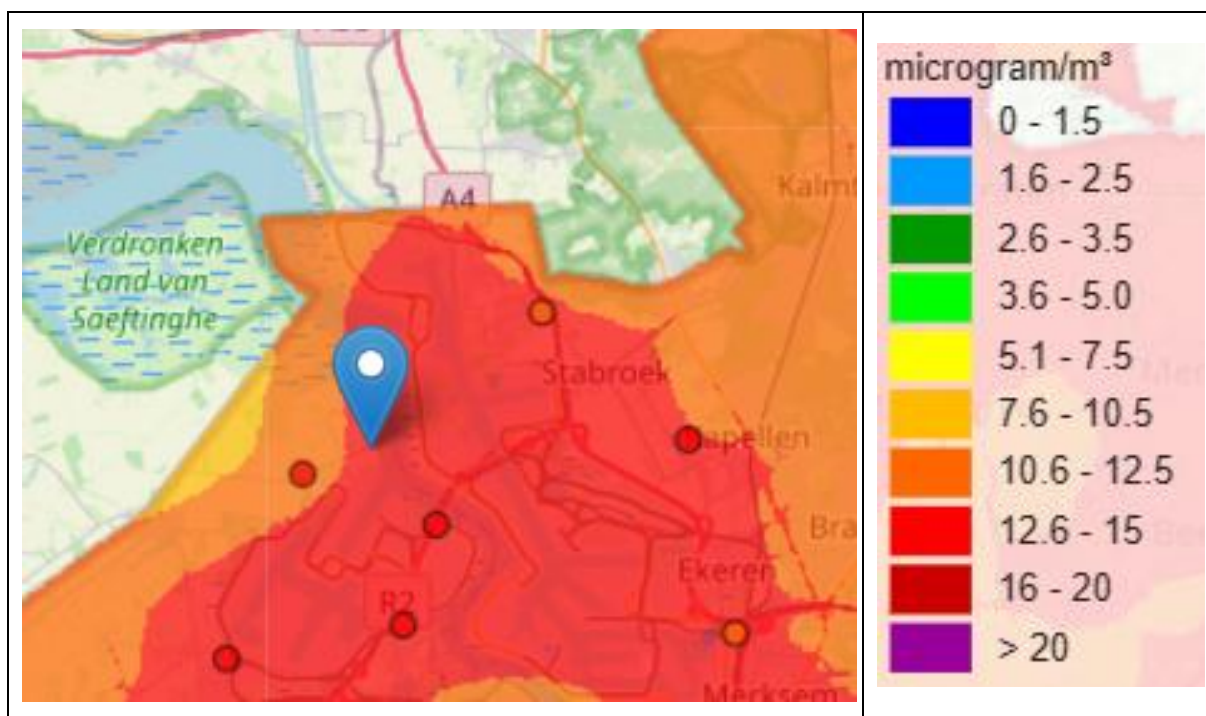 A4
Kalmt
Verdronken
Land van
Saeftinghe
Stabroek
Kapellen
Bra
Ekeren
R2
Merksem
microgram/m³
0 - 1.5
1.6 - 2.5
2.6 - 3.5
3.6 - 5.0
5.1 - 7.5
7.6 - 10.5
10.6 - 12.5
12.6 - 15
16 - 20
> 20